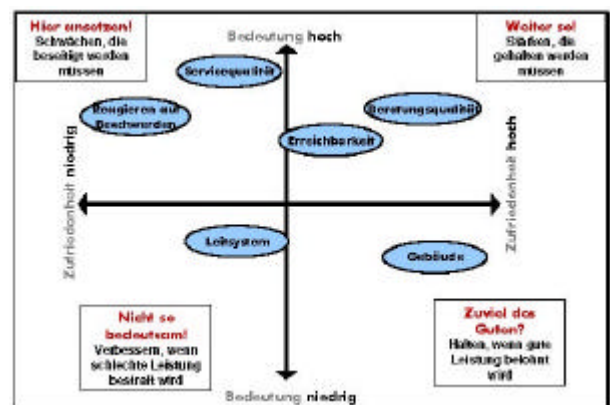 Hier ansetzen!
Schwächen, die
beseitigt werden
müssen
Bedeutung hoch
Weiter so!
Stärken, die
gehalten werden
müssen
Servicequalität
Reagieren auf
Beschwerden
Beratungsqualität
Erreichbarkeit
Zufriedenheit niedrig
Zufriedenheit hoch
Leitsystem
Gebäude
Nicht so
bedeutsam!
Verbessern, wenn
schlechte Leistung
bestraft wird
Zuviel des
Guten?
Halten, wenn gute
Leistung belohnt
wird
Bedeutung niedrig